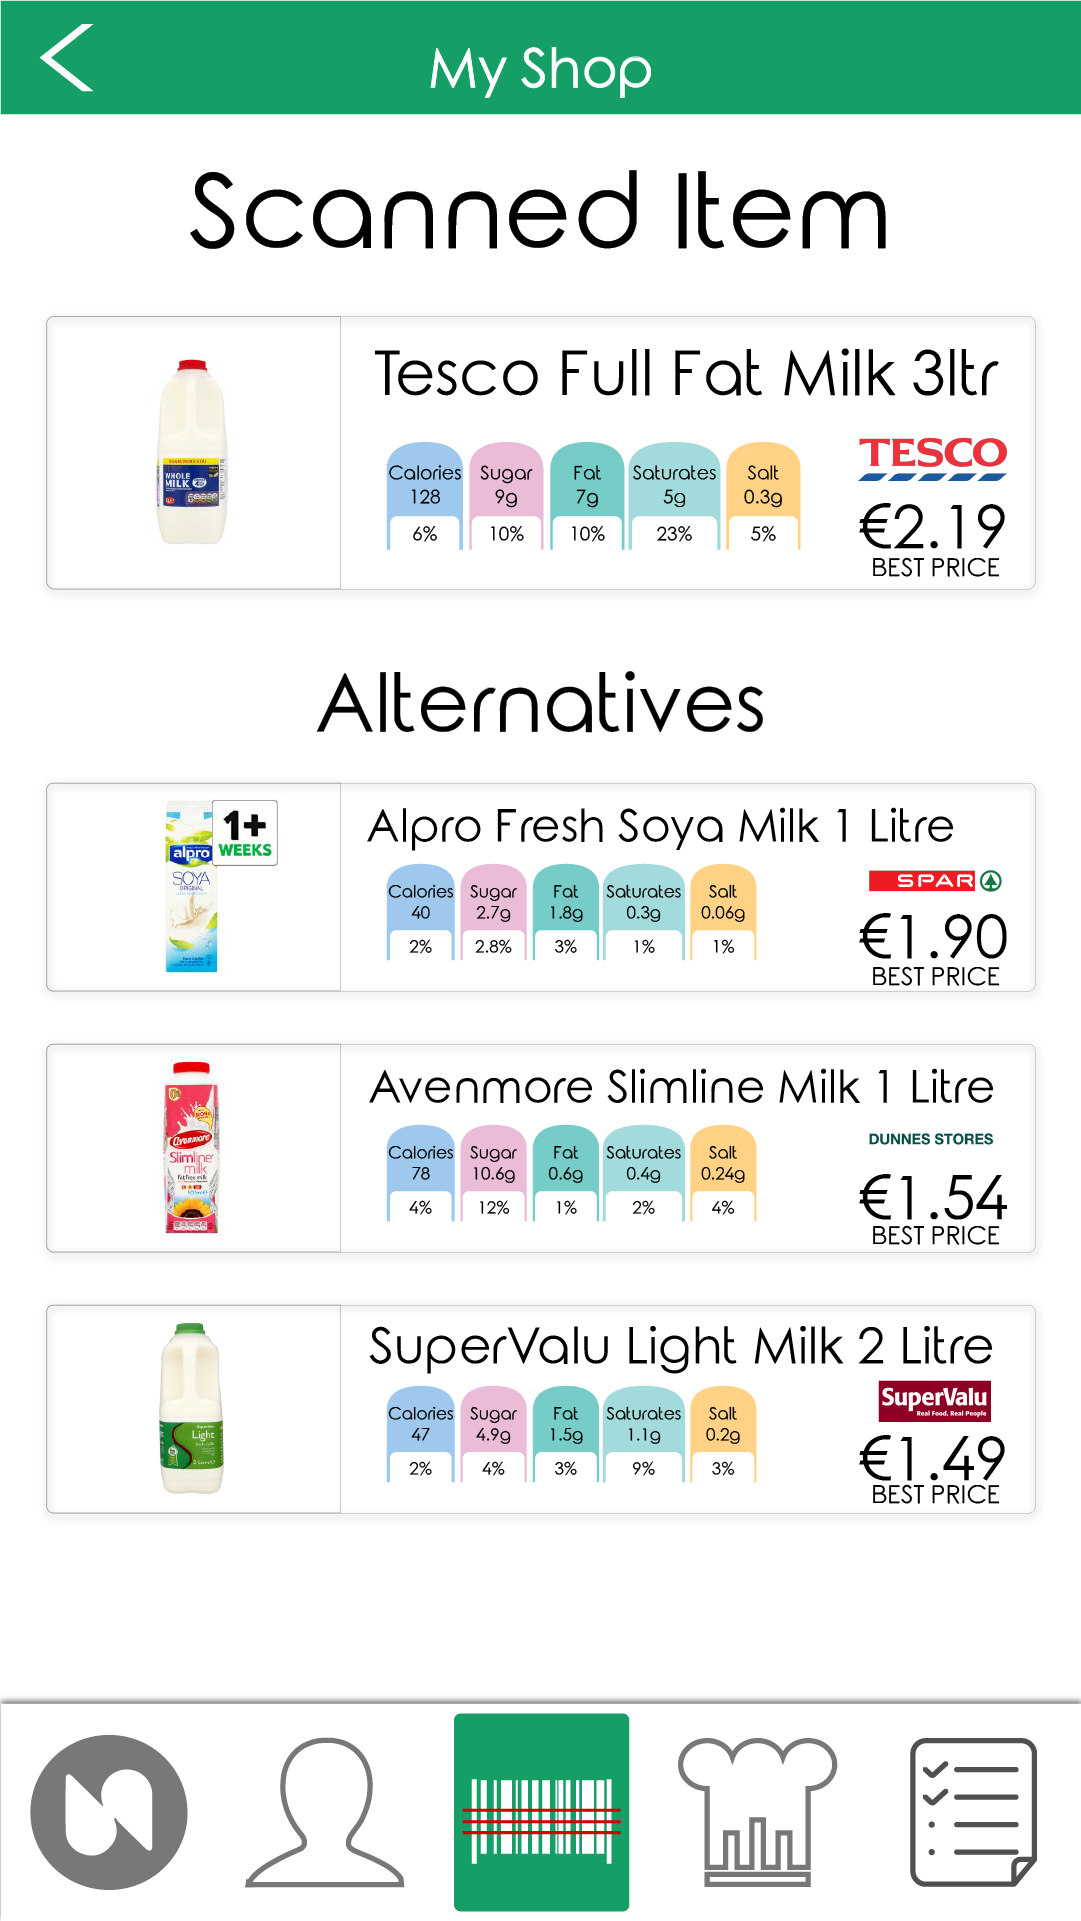 My Shop
Scanned Item
Tesco Full Fat Milk 3ltr
WHOLE
MILK
Calories Sugar Fat Saturates Salt
128 9g 7g 5g 0.3g
6% 10% 10% 23% 5%
TESCO
€2.19
BEST PRICE
Alternatives
1+
WEEKS
alpro
SOYA
ORIGINAL
Alpro Fresh Soya Milk 1 Litre
Calories Sugar Fat Saturates Salt
40 2.7g 1.8g 0.3g 0.06g
2% 2.8% 3% 1% 1%
SPAR
€1.90
BEST PRICE
avonmore
Slimline
milk
Fat Free milk
Avenmore Slimline Milk 1 Litre
Calories Sugar Fat Saturates Salt
78 10.6g 0.6g 0.4g 0.24g
4% 12% 1% 2% 4%
DUNNES STORES
€1.54
BEST PRICE
Light
SuperValu Light Milk 2 Litre
Calories Sugar Fat Saturates Salt
47 4.9g 1.5g 1.1g 0.2g
2% 4% 3% 9% 3%
SuperValu
Real Food, Real People
€1.49
BEST PRICE